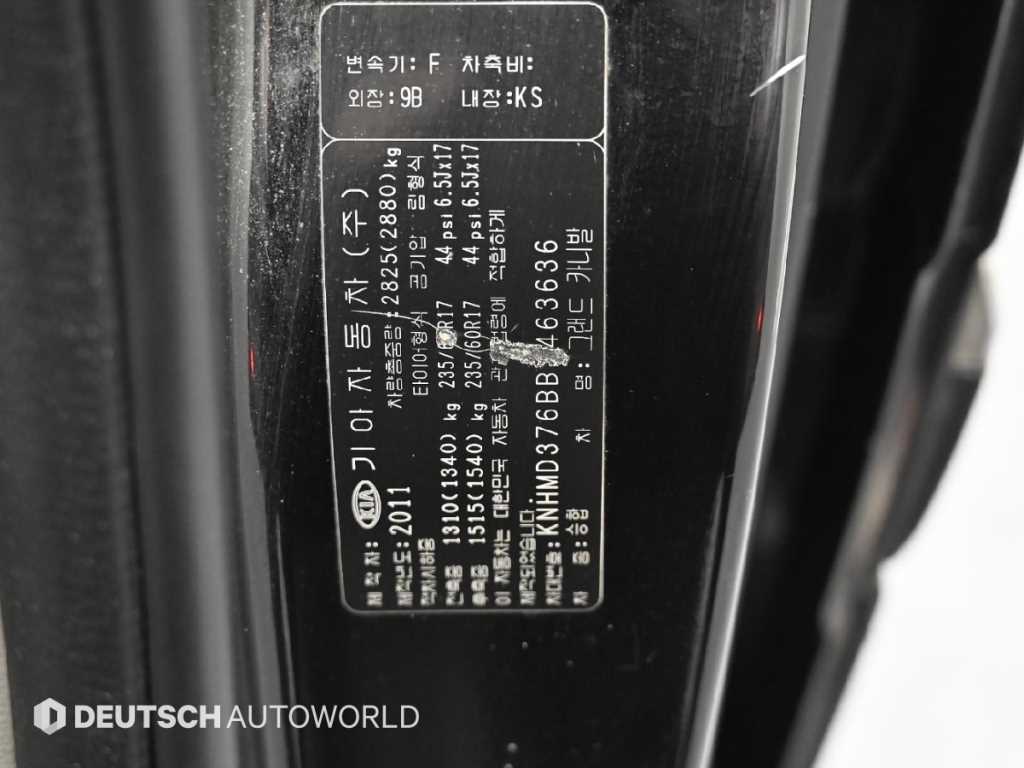 변속기: F 차축비:
외장:9B 내장:KS
제 작 자: KIA 기아자동차(주)
제작년도:2011 차량총중량:2825(2880)kg
적차시하중 타이어형식 공기압 림형식
전축중 1310(1340) kg 235/60R17 44 psi 6.5Jx17
후축중 1515(1540) kg 235/60R17 44 psi 6.5Jx17
이 자동차는 대한민국 자동차 관 법령에 적합하게
제작되었습니다.
차대번호: KNHMD376BB 463636
차 종:승합 차 명: 그랜드 카니발
DEUTSCH AUTOWORLD